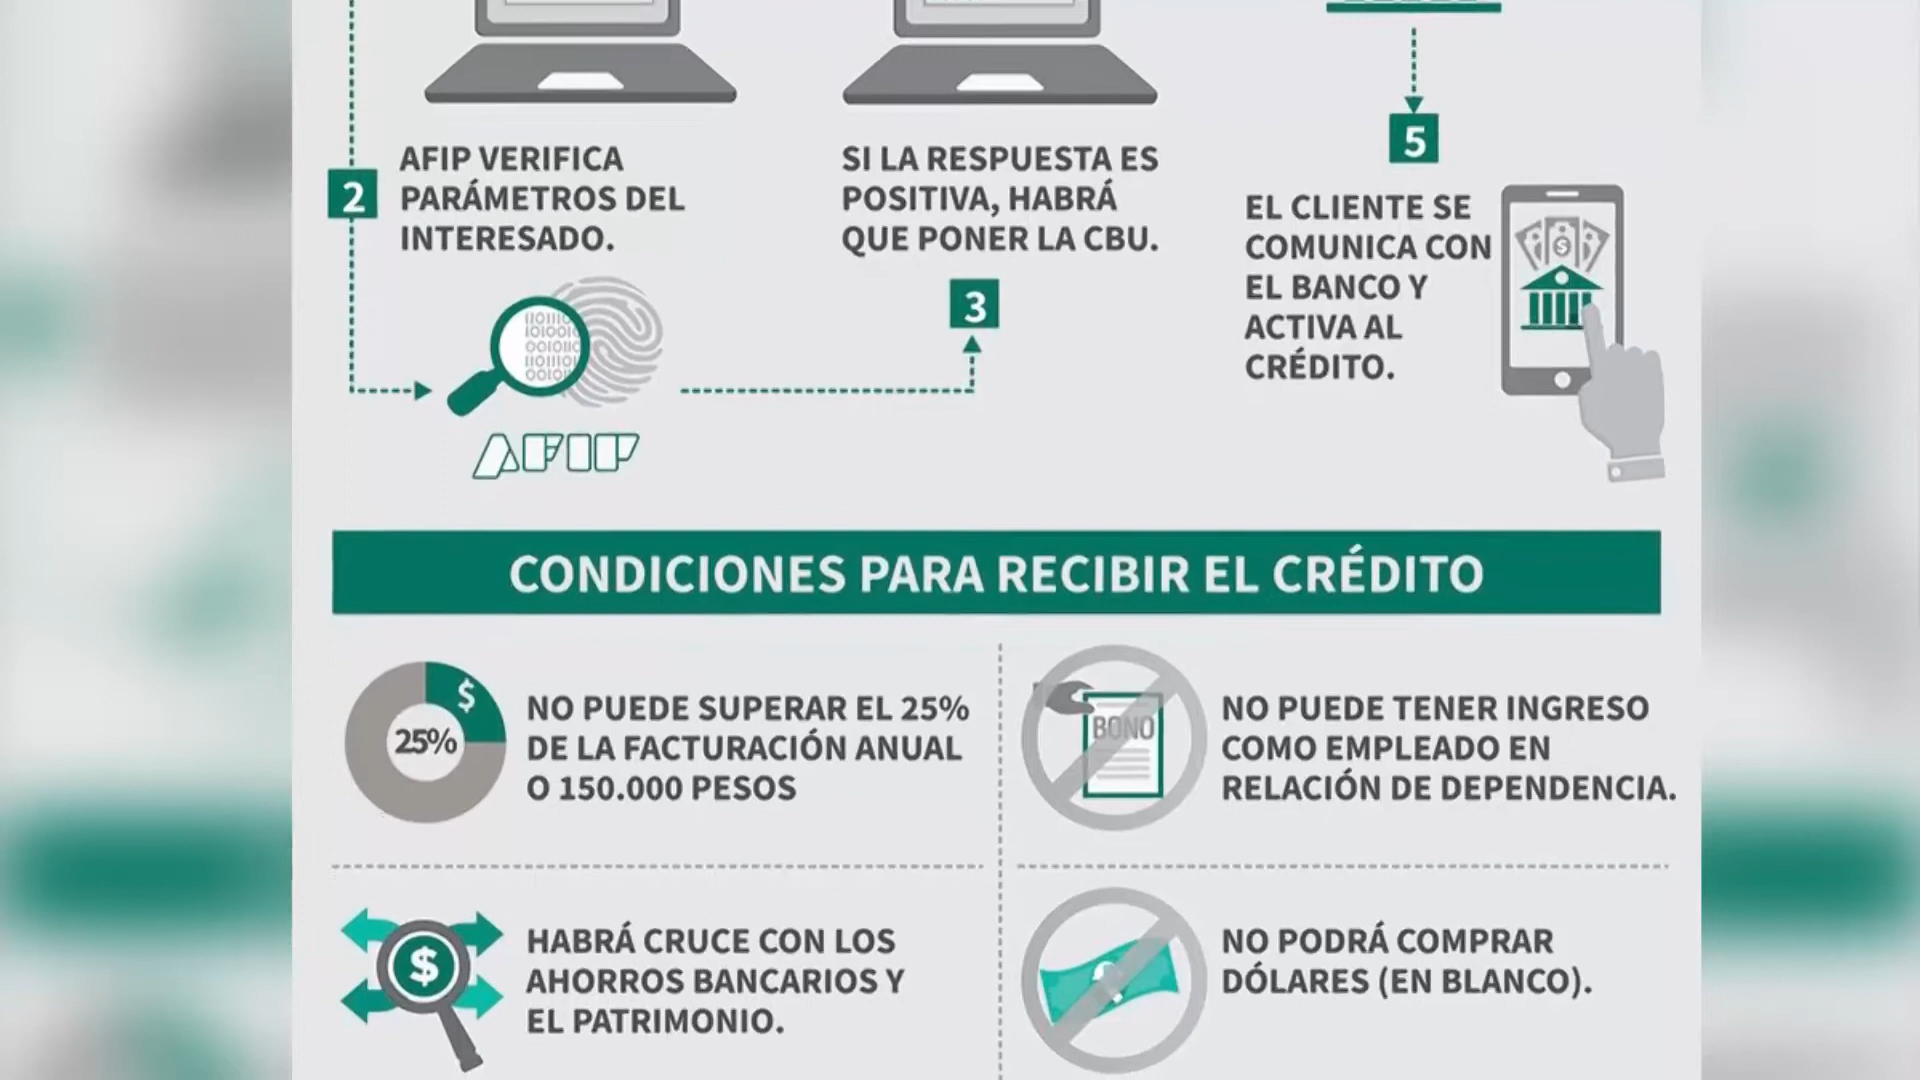 2
AFIP VERIFICA
PARÁMETROS DEL
INTERESADO.
AFIP
SI LA RESPUESTA ES
POSITIVA, HABRÁ
QUE PONER LA CBU.
3
5
EL CLIENTE SE
COMUNICA CON
EL BANCO Y
ACTIVA AL
CRÉDITO.
$
CONDICIONES PARA RECIBIR EL CRÉDITO
$
25%
NO PUEDE SUPERAR EL 25%
DE LA FACTURACIÓN ANUAL
O 150.000 PESOS
BONO
NO PUEDE TENER INGRESO
COMO EMPLEADO EN
RELACIÓN DE DEPENDENCIA.
$
HABRÁ CRUCE CON LOS
AHORROS BANCARIOS Y
EL PATRIMONIO.
NO PODRÁ COMPRAR
DÓLARES (EN BLANCO).